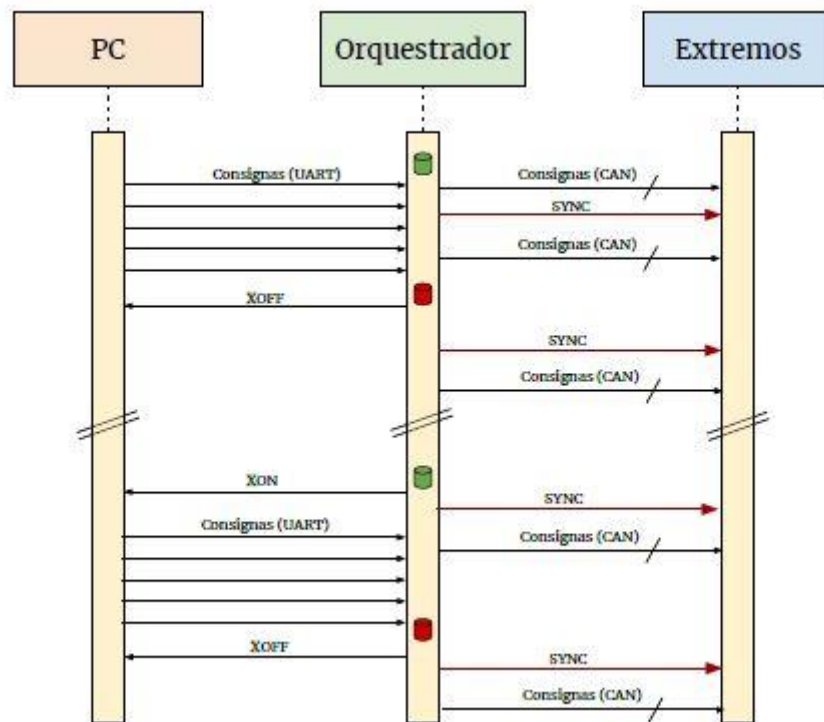 PC
Orquestrador
Extremos
Consignas (UART)
Consignas (CAN)
SYNC
Consignas (CAN)
XOFF
SYNC
Consignas (CAN)
XON
SYNC
Consignas (UART)
Consignas (CAN)
XOFF
SYNC
Consignas (CAN)